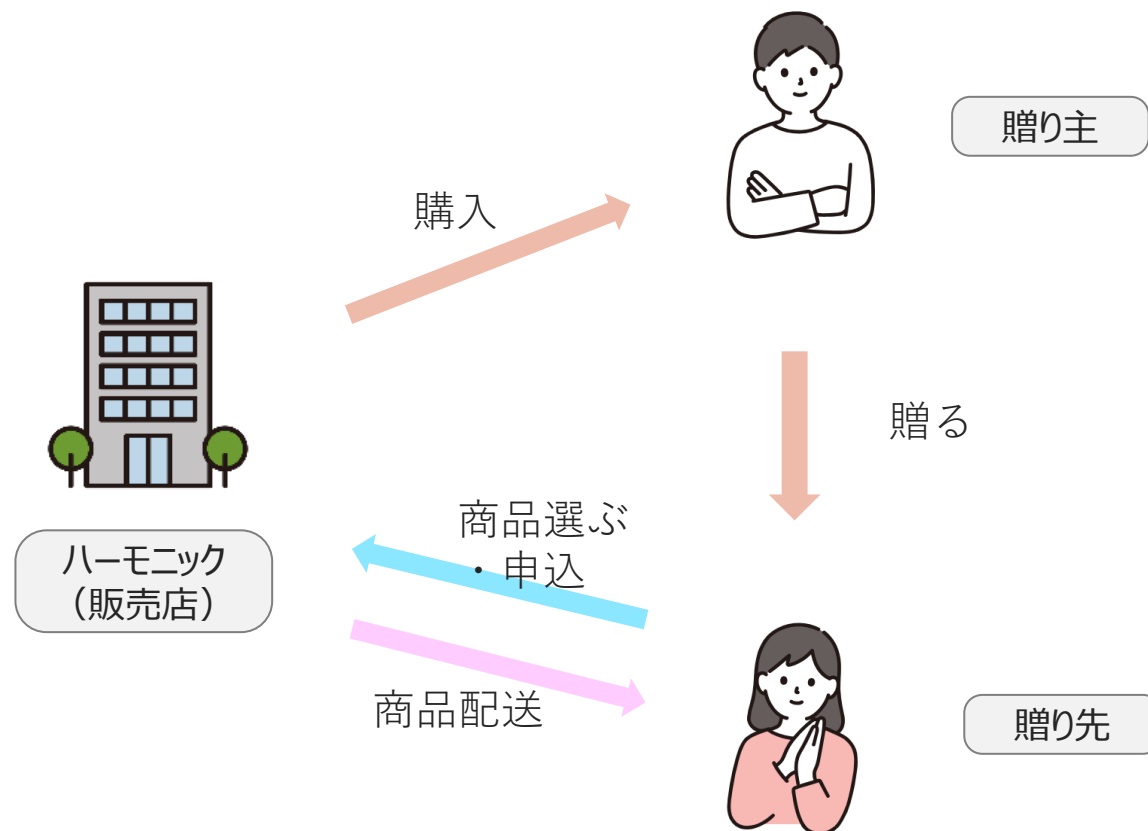 贈り主
購入
贈る
商品選ぶ
・申込
ハーモニック
（販売店）
商品配送
贈り先